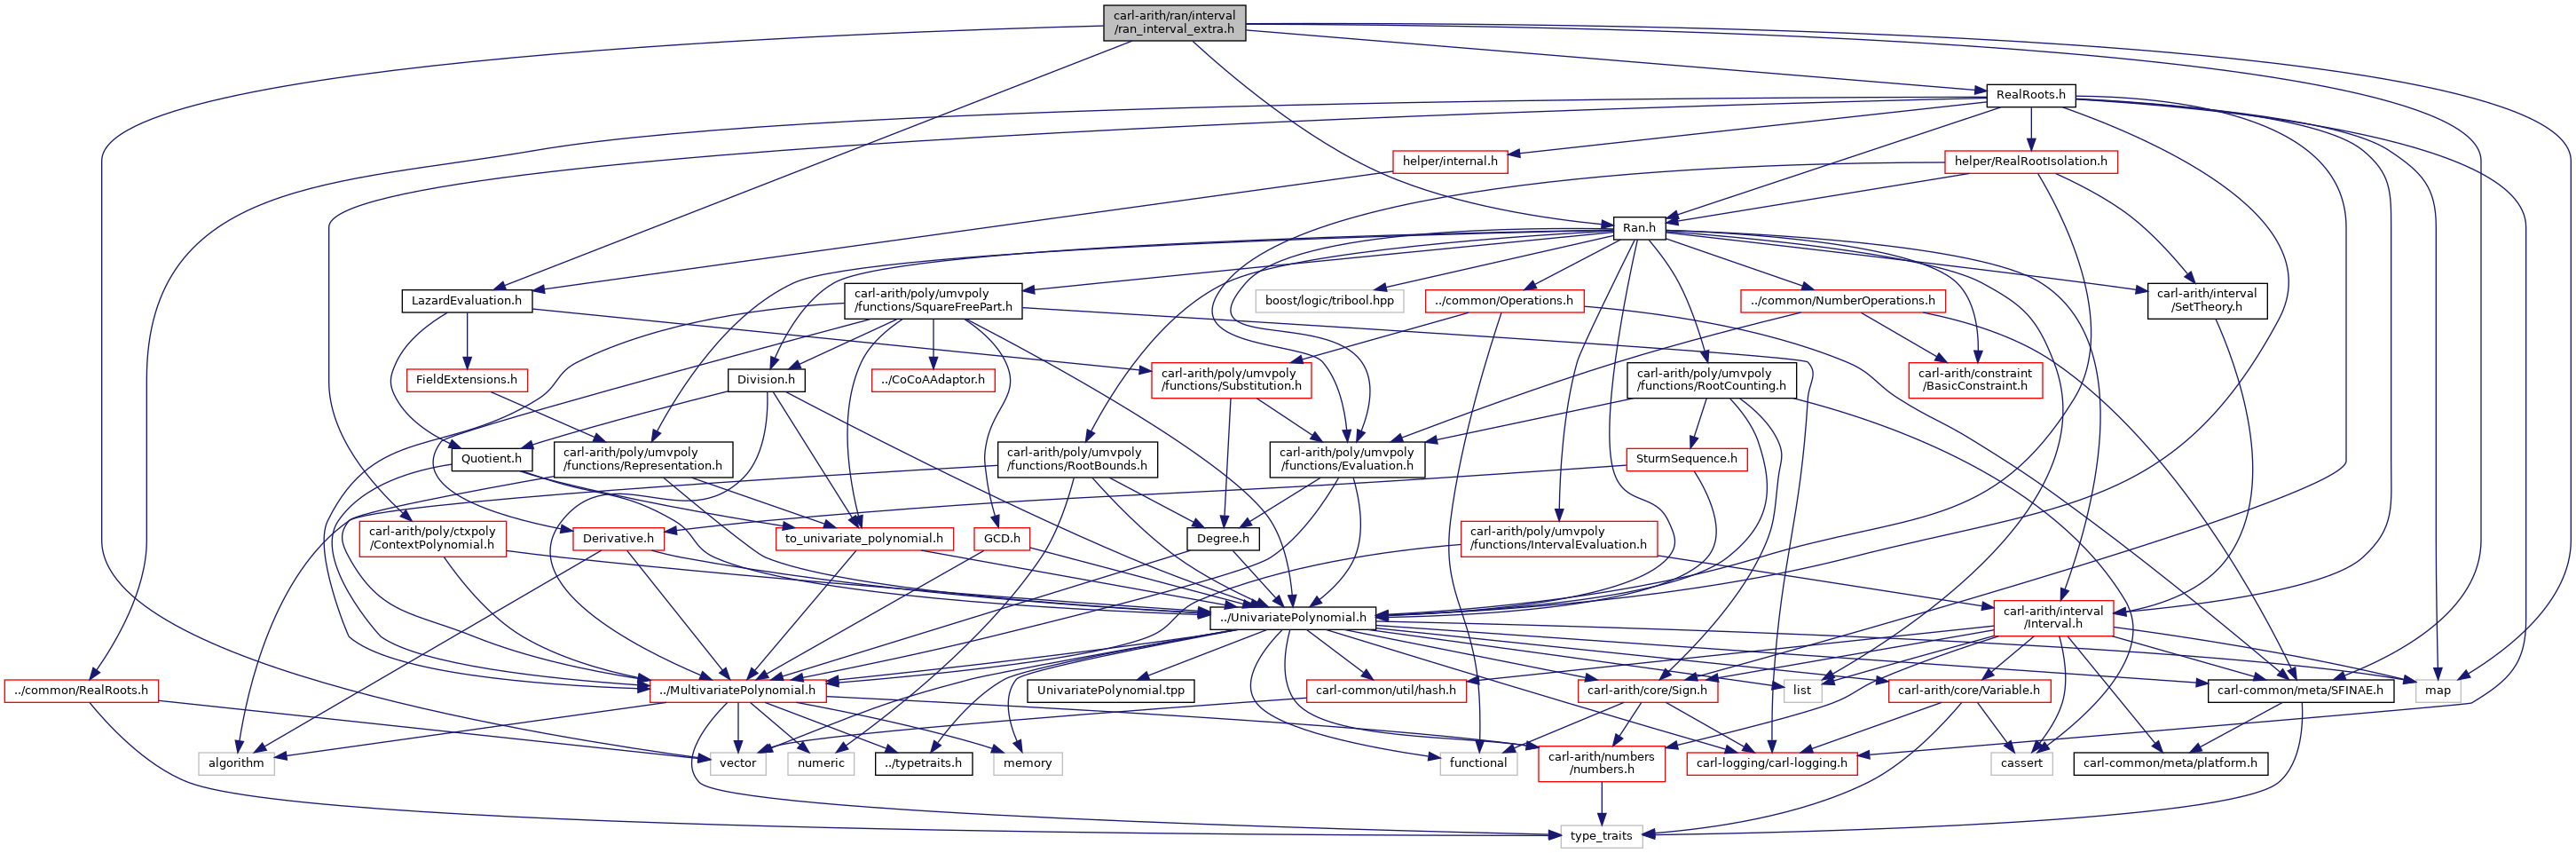 carl-arith/ran/interval
/ran_interval_extra.h
RealRoots.h
helper/internal.h
helper/RealRootIsolation.h
Ran.h
LazardEvaluation.h
carl-arith/poly/umvpoly
/functions/SquareFreePart.h
boost/logic/tribool.hpp
../common/Operations.h
../common/NumberOperations.h
carl-arith/interval
/SetTheory.h
FieldExtensions.h
Division.h
../CoCoAAdaptor.h
carl-arith/poly/umvpoly
/functions/Substitution.h
carl-arith/poly/umvpoly
/functions/RootCounting.h
carl-arith/constraint
/BasicConstraint.h
Quotient.h
carl-arith/poly/umvpoly
/functions/Representation.h
carl-arith/poly/umvpoly
/functions/RootBounds.h
carl-arith/poly/umvpoly
/functions/Evaluation.h
SturmSequence.h
carl-arith/poly/ctxpoly
/ContextPolynomial.h
Derivative.h
to_univariate_polynomial.h
GCD.h
Degree.h
carl-arith/poly/umvpoly
/functions/IntervalEvaluation.h
../UnivariatePolynomial.h
carl-arith/interval
/Interval.h
../common/RealRoots.h
../MultivariatePolynomial.h
UnivariatePolynomial.tpp
carl-common/util/hash.h
carl-arith/core/Sign.h
list
carl-arith/core/Variable.h
carl-common/meta/SFINAE.h
map
algorithm
vector
numeric
../typetraits.h
memory
functional
carl-arith/numbers
/numbers.h
carl-logging/carl-logging.h
cassert
carl-common/meta/platform.h
type_traits